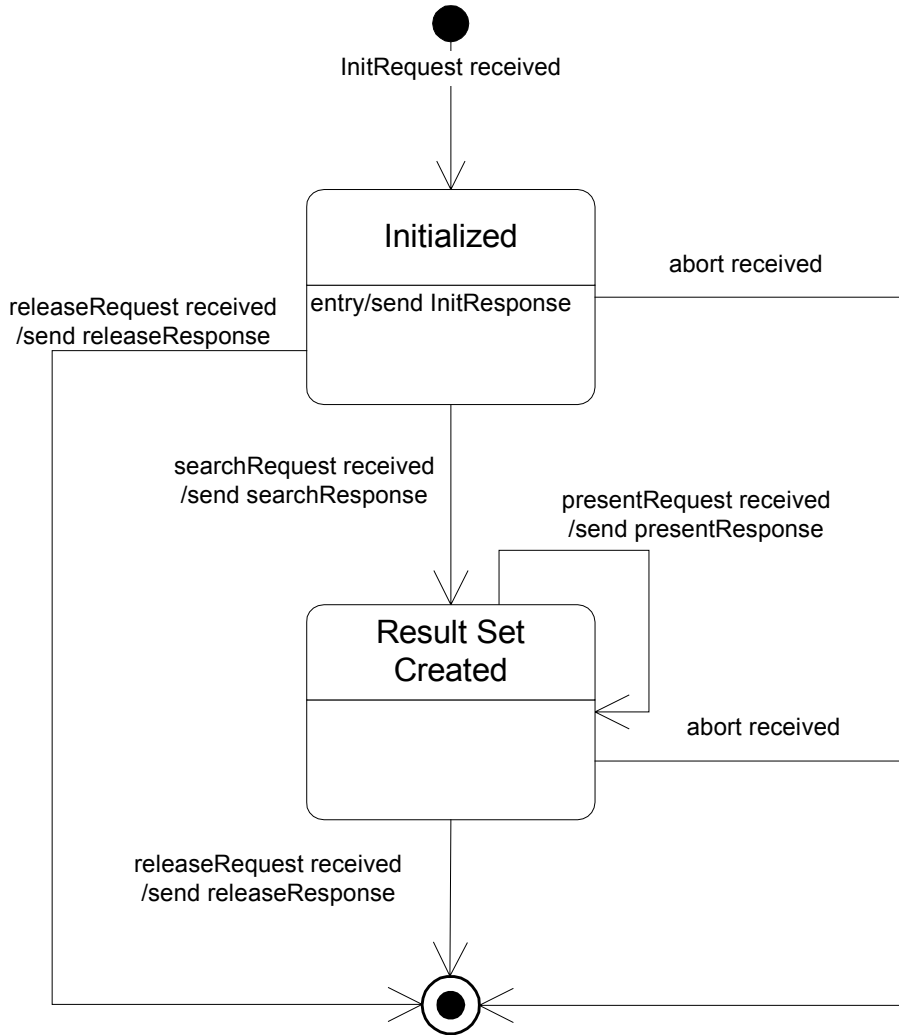 InitRequest received
Initialized
entry/send InitResponse
abort received
releaseRequest received
/send releaseResponse
searchRequest received
/send searchResponse
presentRequest received
/send presentResponse
Result Set
Created
abort received
releaseRequest received
/send releaseResponse